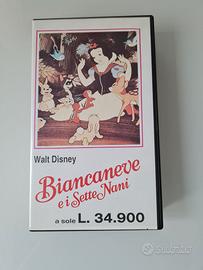 Walt Disney
Biancaneve
e i Sette Nani
a sole L. 34.900